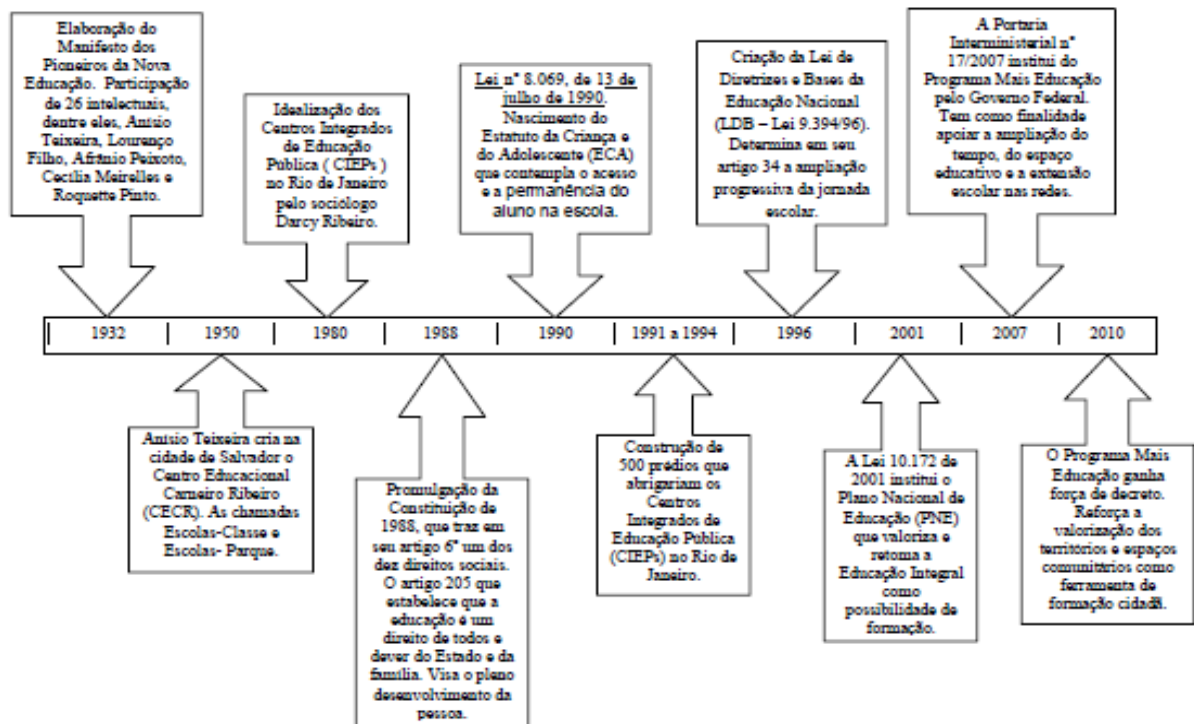 Elaboração do
Manifesto dos
Pioneiros da Nova
Educação. Participação
de 26 intelectuais,
dentre eles, Anísio
Teixeira, Lourenço
Filho, Afrânio Peixoto,
Cecília Meirelles e
Roquette Pinto.
Idealização dos
Centros Integrados
de Educação
Pública ( CIEPs )
no Rio de Janeiro
pelo sociólogo
Darcy Ribeiro.
Lei nº 8.069, de 13 de
julho de 1990.
Nascimento do
Estatuto da Criança e
do Adolescente (ECA)
que contempla o acesso
e a permanência do
aluno na escola.
Criação da Lei de
Diretrizes e Bases da
Educação Nacional
(LDB – Lei 9.394/96).
Determina em seu
artigo 34 a ampliação
progressiva da jornada
escolar.
A Portaria
Interministerial nº
17/2007 institui do
Programa Mais Educação
pelo Governo Federal.
Tem como finalidade
apoiar a ampliação do
tempo, do espaço
educativo e a extensão
escolar nas redes.
1932 1950 1980 1988 1990 1991 a 1994 1996 2001 2007 2010
Anísio Teixeira cria na
cidade de Salvador o
Centro Educacional
Carneiro Ribeiro
(CECR). As chamadas
Escolas-Classe e
Escolas- Parque.
Promulgação da
Constituição de
1988, que traz em
seu artigo 6º um dos
dez direitos sociais.
O artigo 205 que
estabelece que a
educação é um
direito de todos e
dever do Estado e da
família. Visa o pleno
desenvolvimento da
pessoa.
Construção de
500 prédios que
abrigariam os
Centros
Integrados de
Educação Pública
(CIEPs) no Rio de
Janeiro.
A Lei 10.172 de
2001 institui o
Plano Nacional de
Educação (PNE)
que valoriza e
retoma a
Educação Integral
como
possibilidade de
formação.
O Programa Mais
Educação ganha
força de decreto.
Reforça a
valorização dos
territórios e espaços
comunitários como
ferramenta de
formação cidadã.